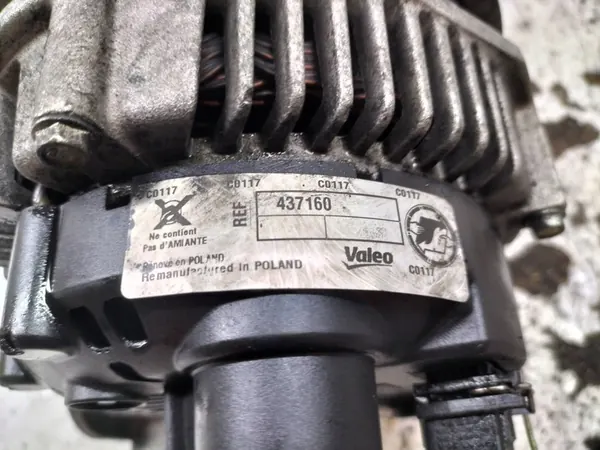 C0117 C0117 C0117 C0117
REF 437160
Ne contient
Pas d'AMIANTE
Valeo
C0117
Rénové en POLAND
Remanufactured in POLAND